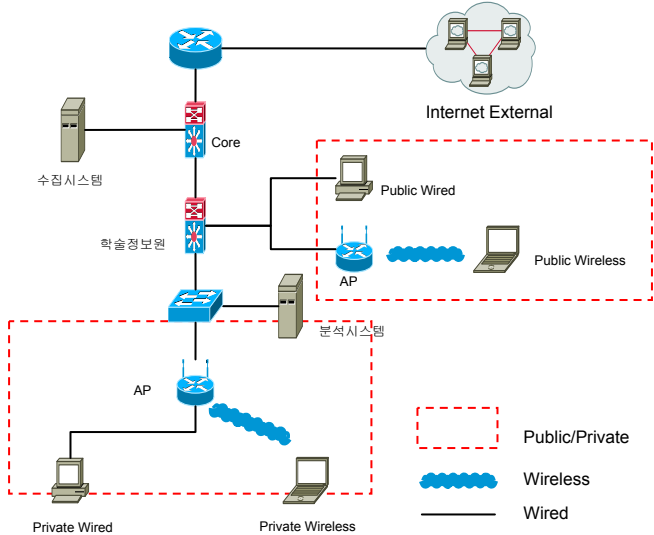 Internet External
Core
수집시스템
Public Wired
학술정보원
AP
Public Wireless
분석시스템
AP
Public/Private
Wireless
Wired
Private Wired
Private Wireless